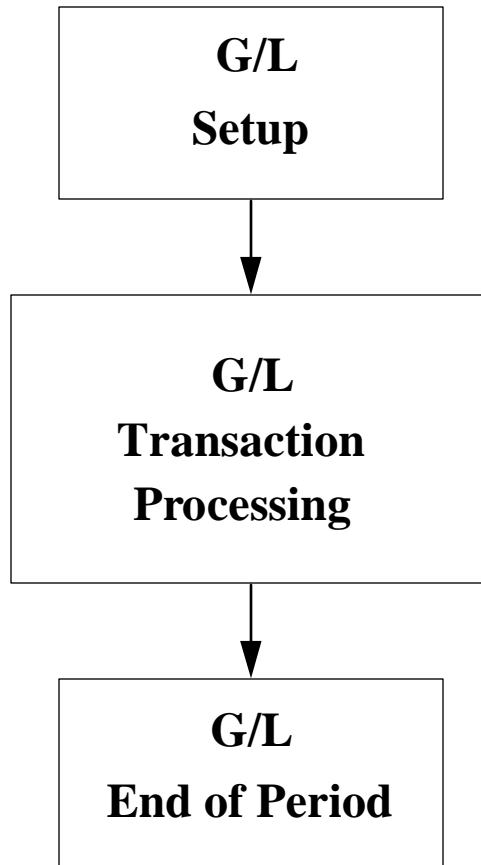 G/L
Setup
G/L
Transaction
Processing
G/L
End of Period